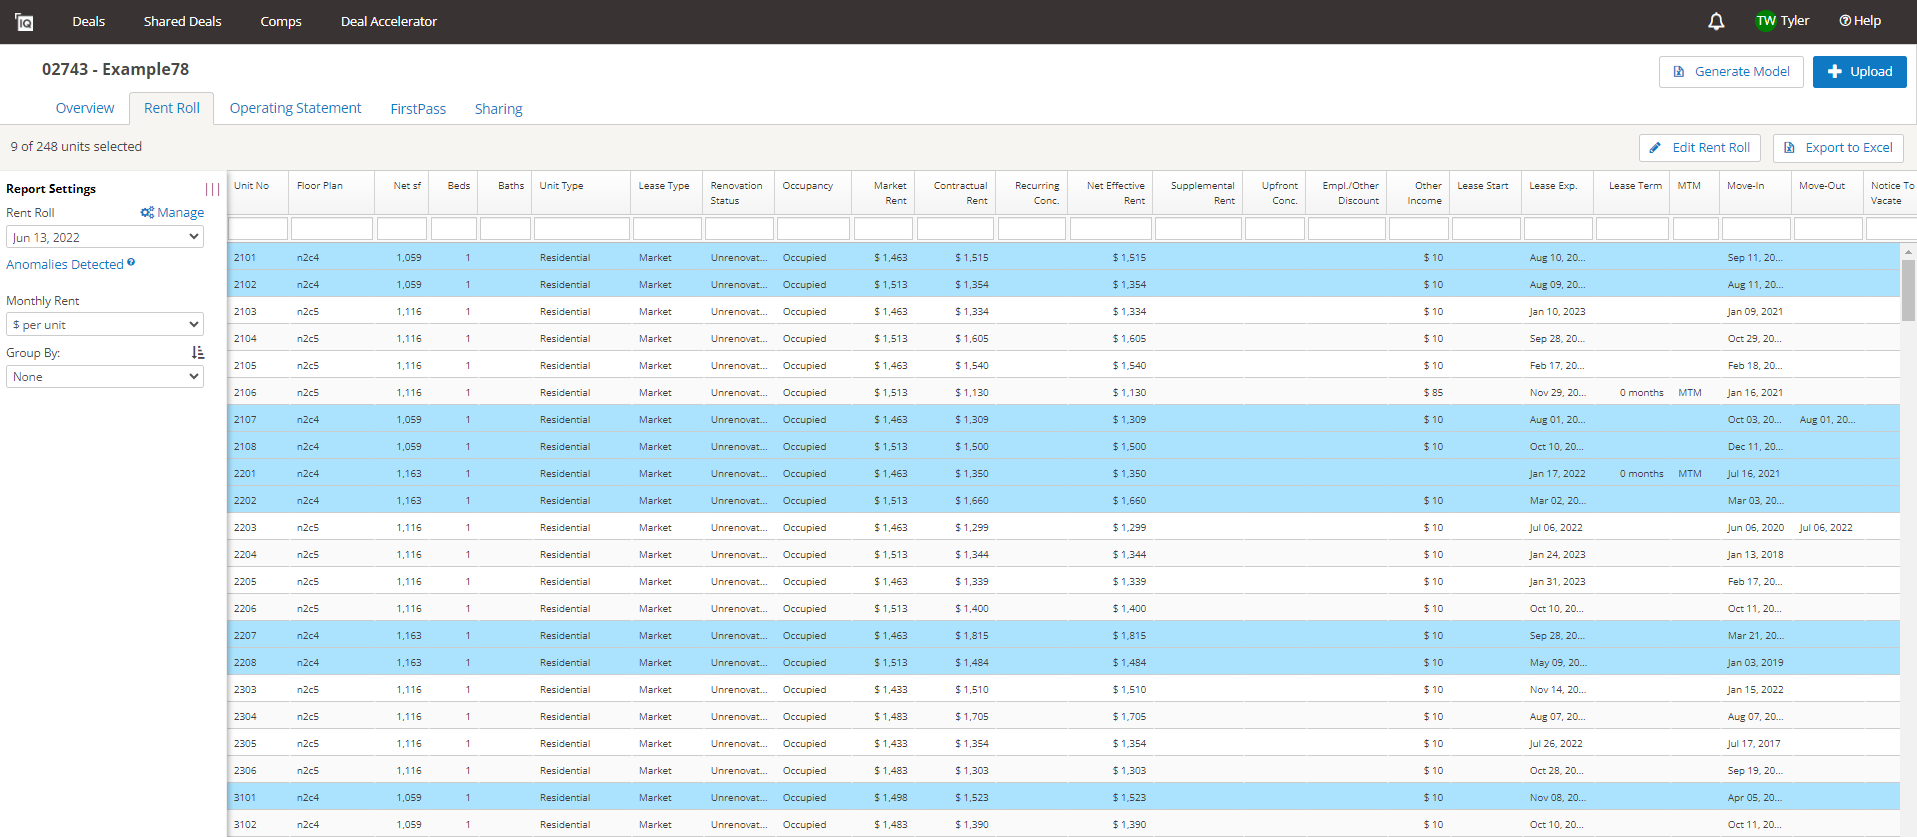 IQ Deals Shared Deals Comps Deal Accelerator TW Tyler Help
02743 - Example78
Generate Model Upload
Overview Rent Roll Operating Statement FirstPass Sharing
9 of 248 units selected
Edit Rent Roll Export to Excel
Report Settings
Rent Roll Manage
Jun 13, 2022
Anomalies Detected ?
Monthly Rent
$ per unit
Group By:
None
Unit No Floor Plan Net sf Beds Baths Unit Type Lease Type Renovation Status Occupancy Market Rent Contractual Rent Recurring Conc. Net Effective Rent Supplemental Rent Upfront Conc. Empl./Other Discount Other Income Lease Start Lease Exp. Lease Term MTM Move-In Move-Out Notice To Vacate
2101 n2c4 1,059 1 Residential Market Unrenovat... Occupied $ 1,463 $ 1,515 $ 1,515 $ 10 Aug 10, 20... Sep 11, 20...
2102 n2c4 1,059 1 Residential Market Unrenovat... Occupied $ 1,513 $ 1,354 $ 1,354 $ 10 Aug 09, 20... Aug 11, 20...
2103 n2c5 1,116 1 Residential Market Unrenovat... Occupied $ 1,463 $ 1,334 $ 1,334 $ 10 Jan 10, 2023 Jan 09, 2021
2104 n2c5 1,116 1 Residential Market Unrenovat... Occupied $ 1,513 $ 1,605 $ 1,605 $ 10 Sep 28, 20... Oct 29, 20...
2105 n2c5 1,116 1 Residential Market Unrenovat... Occupied $ 1,463 $ 1,540 $ 1,540 $ 10 Feb 17, 20... Feb 18, 20...
2106 n2c5 1,116 1 Residential Market Unrenovat... Occupied $ 1,513 $ 1,130 $ 1,130 $ 85 Nov 29, 20... 0 months MTM Jan 16, 2021
2107 n2c4 1,059 1 Residential Market Unrenovat... Occupied $ 1,463 $ 1,309 $ 1,309 $ 10 Aug 01, 20... Oct 03, 20... Aug 01, 20...
2108 n2c4 1,059 1 Residential Market Unrenovat... Occupied $ 1,513 $ 1,500 $ 1,500 $ 10 Oct 10, 20... Dec 11, 20...
2201 n2c4 1,163 1 Residential Market Unrenovat... Occupied $ 1,463 $ 1,350 $ 1,350 Jan 17, 2022 0 months MTM Jul 16, 2021
2202 n2c4 1,163 1 Residential Market Unrenovat... Occupied $ 1,513 $ 1,660 $ 1,660 $ 10 Mar 02, 20... Mar 03, 20...
2203 n2c5 1,116 1 Residential Market Unrenovat... Occupied $ 1,463 $ 1,299 $ 1,299 $ 10 Jul 06, 2022 Jun 06, 2020 Jul 06, 2022
2204 n2c5 1,116 1 Residential Market Unrenovat... Occupied $ 1,513 $ 1,344 $ 1,344 $ 10 Jan 24, 2023 Jan 13, 2018
2205 n2c5 1,116 1 Residential Market Unrenovat... Occupied $ 1,463 $ 1,339 $ 1,339 $ 10 Jan 31, 2023 Feb 17, 20...
2206 n2c5 1,116 1 Residential Market Unrenovat... Occupied $ 1,513 $ 1,400 $ 1,400 $ 10 Oct 10, 20... Oct 11, 20...
2207 n2c4 1,163 1 Residential Market Unrenovat... Occupied $ 1,463 $ 1,815 $ 1,815 $ 10 Sep 28, 20... Mar 21, 20...
2208 n2c4 1,163 1 Residential Market Unrenovat... Occupied $ 1,513 $ 1,484 $ 1,484 $ 10 May 09, 20... Jan 03, 2019
2303 n2c5 1,116 1 Residential Market Unrenovat... Occupied $ 1,433 $ 1,510 $ 1,510 $ 10 Nov 14, 20... Jan 15, 2022
2304 n2c5 1,116 1 Residential Market Unrenovat... Occupied $ 1,483 $ 1,705 $ 1,705 $ 10 Aug 07, 20... Aug 07, 20...
2305 n2c5 1,116 1 Residential Market Unrenovat... Occupied $ 1,433 $ 1,354 $ 1,354 $ 10 Jul 26, 2022 Jul 17, 2017
2306 n2c5 1,116 1 Residential Market Unrenovat... Occupied $ 1,483 $ 1,303 $ 1,303 $ 10 Oct 28, 20... Sep 19, 20...
3101 n2c4 1,059 1 Residential Market Unrenovat... Occupied $ 1,498 $ 1,523 $ 1,523 $ 10 Nov 08, 20... Apr 05, 20...
3102 n2c4 1,059 1 Residential Market Unrenovat... Occupied $ 1,483 $ 1,390 $ 1,390 $ 10 Oct 10, 20... Oct 11, 20...